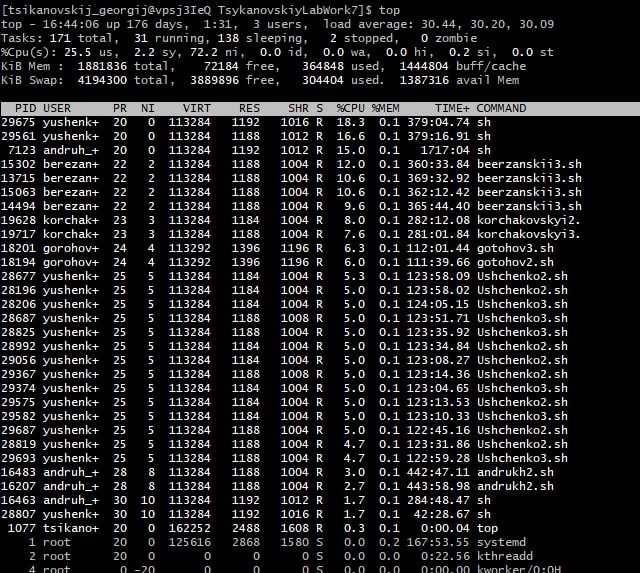 [tsikanovskij_georgij@vpsj3IeQ TsykanovskiyLabWork7]$ top
top - 16:44:06 up 176 days,  1:31,  3 users,  load average: 30.44, 30.20, 30.09
Tasks: 171 total,  31 running, 138 sleeping,   2 stopped,   0 zombie
%Cpu(s): 25.5 us,  2.2 sy, 72.2 ni,  0.0 id,  0.0 wa,  0.0 hi,  0.2 si,  0.0 st
KiB Mem :  1881836 total,    72184 free,   364848 used,  1444804 buff/cache
KiB Swap:  4194300 total,  3889896 free,   304404 used.  1387316 avail Mem
PID USER PR NI VIRT RES SHR S %CPU %MEM TIME+ COMMAND
29675 yushenk+ 20 0 113284 1192 1016 R 18.3 0.1 379:04.74 sh
29561 yushenk+ 20 0 113284 1188 1012 R 16.6 0.1 379:16.91 sh
7123 andruh_+ 20 0 113284 1192 1012 R 15.0 0.1 1717:04 sh
15302 berezan+ 22 2 113284 1188 1004 R 12.0 0.1 360:33.84 beerzanskii3.sh
13715 berezan+ 22 2 113284 1188 1004 R 10.6 0.1 369:32.92 beerzanskii3.sh
15063 berezan+ 22 2 113284 1188 1004 R 10.6 0.1 362:12.42 beerzanskii3.sh
14494 berezan+ 22 2 113284 1188 1004 R 9.6 0.1 365:44.40 beerzanskii3.sh
19628 korchak+ 23 3 113284 1188 1004 R 8.0 0.1 282:12.08 korchakovskyi2.
19717 korchak+ 23 3 113284 1188 1004 R 7.6 0.1 281:01.84 korchakovskyi3.
18201 gorohov+ 24 4 113292 1396 1196 R 6.3 0.1 112:01.44 gotohov3.sh
18194 gorohov+ 24 4 113292 1396 1196 R 6.0 0.1 111:39.66 gotohov2.sh
28677 yushenk+ 25 5 113284 1188 1004 R 5.3 0.1 123:58.09 Ushchenko2.sh
28196 yushenk+ 25 5 113284 1188 1004 R 5.0 0.1 123:58.02 Ushchenko2.sh
28206 yushenk+ 25 5 113284 1188 1004 R 5.0 0.1 124:05.15 Ushchenko3.sh
28687 yushenk+ 25 5 113284 1188 1008 R 5.0 0.1 123:51.71 Ushchenko3.sh
28825 yushenk+ 25 5 113284 1188 1004 R 5.0 0.1 123:35.92 Ushchenko2.sh
28992 yushenk+ 25 5 113284 1188 1004 R 5.0 0.1 123:34.84 Ushchenko2.sh
29056 yushenk+ 25 5 113284 1188 1004 R 5.0 0.1 123:08.27 Ushchenko2.sh
29367 yushenk+ 25 5 113284 1188 1008 R 5.0 0.1 123:14.36 Ushchenko2.sh
29374 yushenk+ 25 5 113284 1188 1004 R 5.0 0.1 123:04.65 Ushchenko3.sh
29575 yushenk+ 25 5 113284 1188 1004 R 5.0 0.1 123:13.53 Ushchenko2.sh
29582 yushenk+ 25 5 113284 1188 1004 R 5.0 0.1 123:10.33 Ushchenko3.sh
29687 yushenk+ 25 5 113284 1188 1004 R 5.0 0.1 122:45.16 Ushchenko2.sh
28819 yushenk+ 25 5 113284 1188 1004 R 4.7 0.1 123:31.86 Ushchenko2.sh
29693 yushenk+ 25 5 113284 1188 1004 R 4.7 0.1 122:59.28 Ushchenko3.sh
16483 andruh_+ 28 8 113284 1188 1004 R 3.0 0.1 442:47.11 andrukh2.sh
16207 andruh_+ 28 8 113284 1188 1004 R 2.7 0.1 443:58.98 andrukh2.sh
16463 andruh_+ 30 10 113284 1192 1012 R 1.7 0.1 284:48.47 sh
28807 yushenk+ 30 10 113284 1192 1016 R 1.7 0.1 42:28.67 sh
1077 tsikano+ 20 0 162252 2488 1608 R 0.3 0.1 0:00.04 top
1 root 20 0 125616 2868 1580 S 0.0 0.2 167:53.55 systemd
2 root 20 0 0 0 0 S 0.0 0.0 0:22.56 kthreadd
4 root 0 -20 0 0 0 S 0.0 0.0 0:00.00 kworker/0:0H